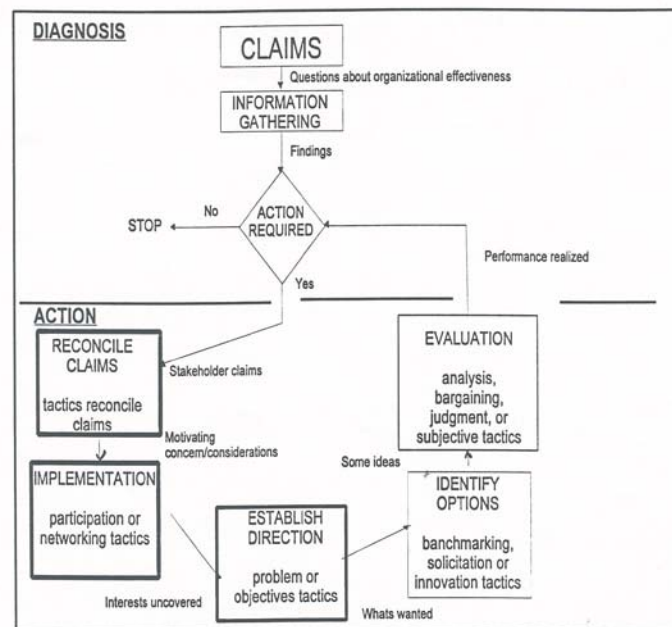 DIAGNOSIS
CLAIMS
Questions about organizational effectiveness
INFORMATION
GATHERING
Findings
ACTION
REQUIRED
No
STOP
Yes
Performance realized
ACTION
RECONCILE
CLAIMS
tactics reconcile
claims
Stakeholder claims
Motivating
concern/considerations
IMPLEMENTATION
participation or
networking tactics
Interests uncovered
ESTABLISH
DIRECTION
problem or
objectives tactics
Whats wanted
IDENTIFY
OPTIONS
banchmarking,
solicitation or
innovation tactics
Some ideas
EVALUATION
analysis,
bargaining,
judgment, or
subjective tactics